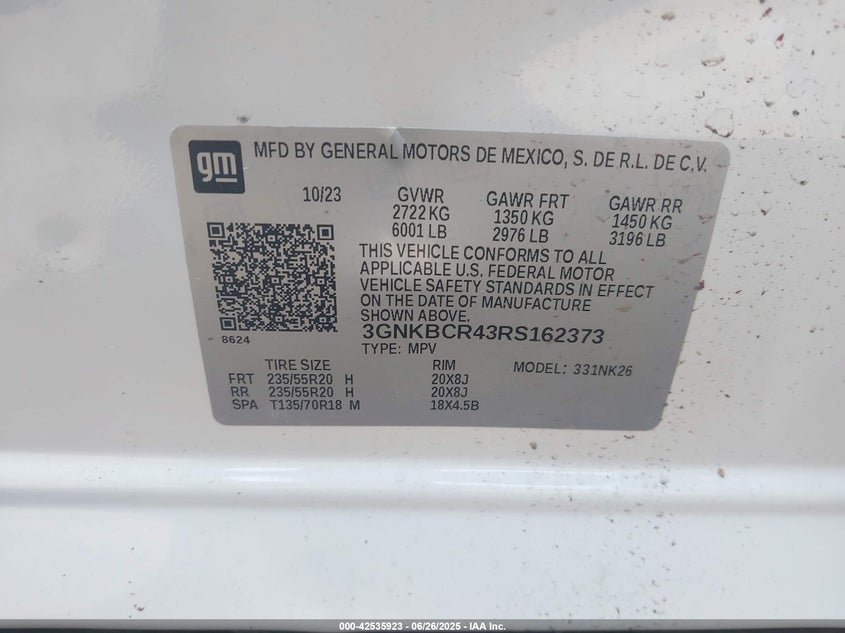 gm
MFD BY GENERAL MOTORS DE MEXICO, S. DE R.L. DE C.V.
10/23 GVWR GAWR FRT GAWR RR
2722 KG 1350 KG 1450 KG
6001 LB 2976 LB 3196 LB
THIS VEHICLE CONFORMS TO ALL
APPLICABLE U.S. FEDERAL MOTOR
VEHICLE SAFETY STANDARDS IN EFFECT
ON THE DATE OF MANUFACTURE
SHOWN ABOVE.
8624
3GNKBCR43RS162373
TYPE: MPV
TIRE SIZE RIM MODEL: 331NK26
FRT 235/55R20 H 20X8J
RR 235/55R20 H 20X8J
SPA T135/70R18 M 18X4.5B
000-42535923 - 06/26/2025 - IAA Inc.